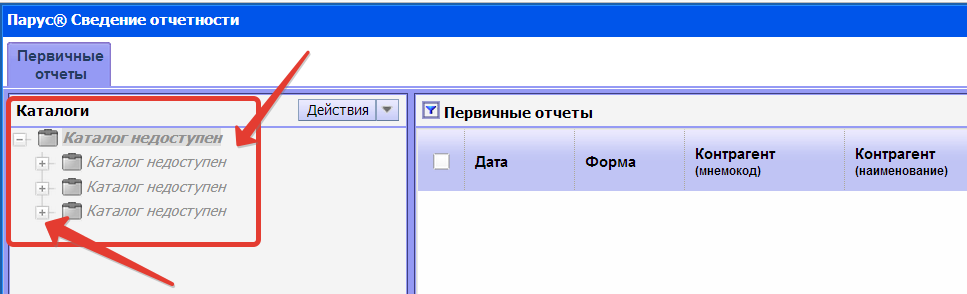 Парус® Сведение отчетности
Первичные
отчеты
Каталоги
Действия
Каталог недоступен
Каталог недоступен
Каталог недоступен
Каталог недоступен
Первичные отчеты
Дата
Форма
Контрагент
(мнемокод)
Контрагент
(наименование)